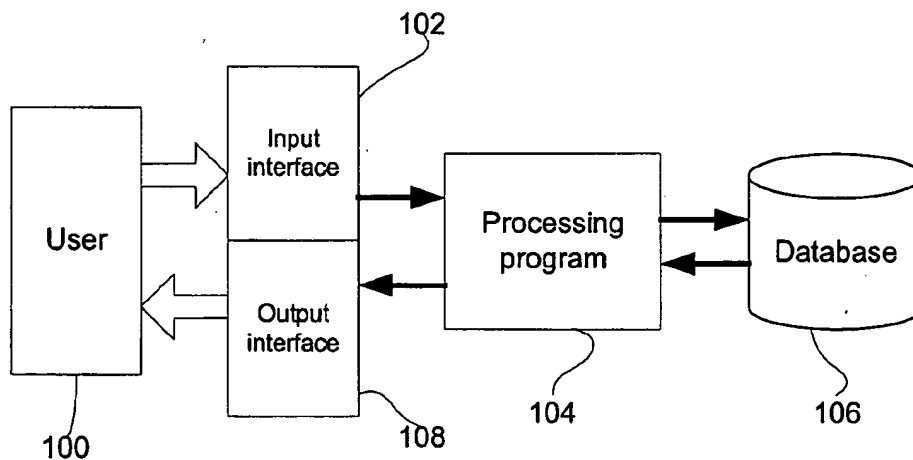 102
Input
interface
User
Processing
program
Database
Output
interface
100
108
104
106